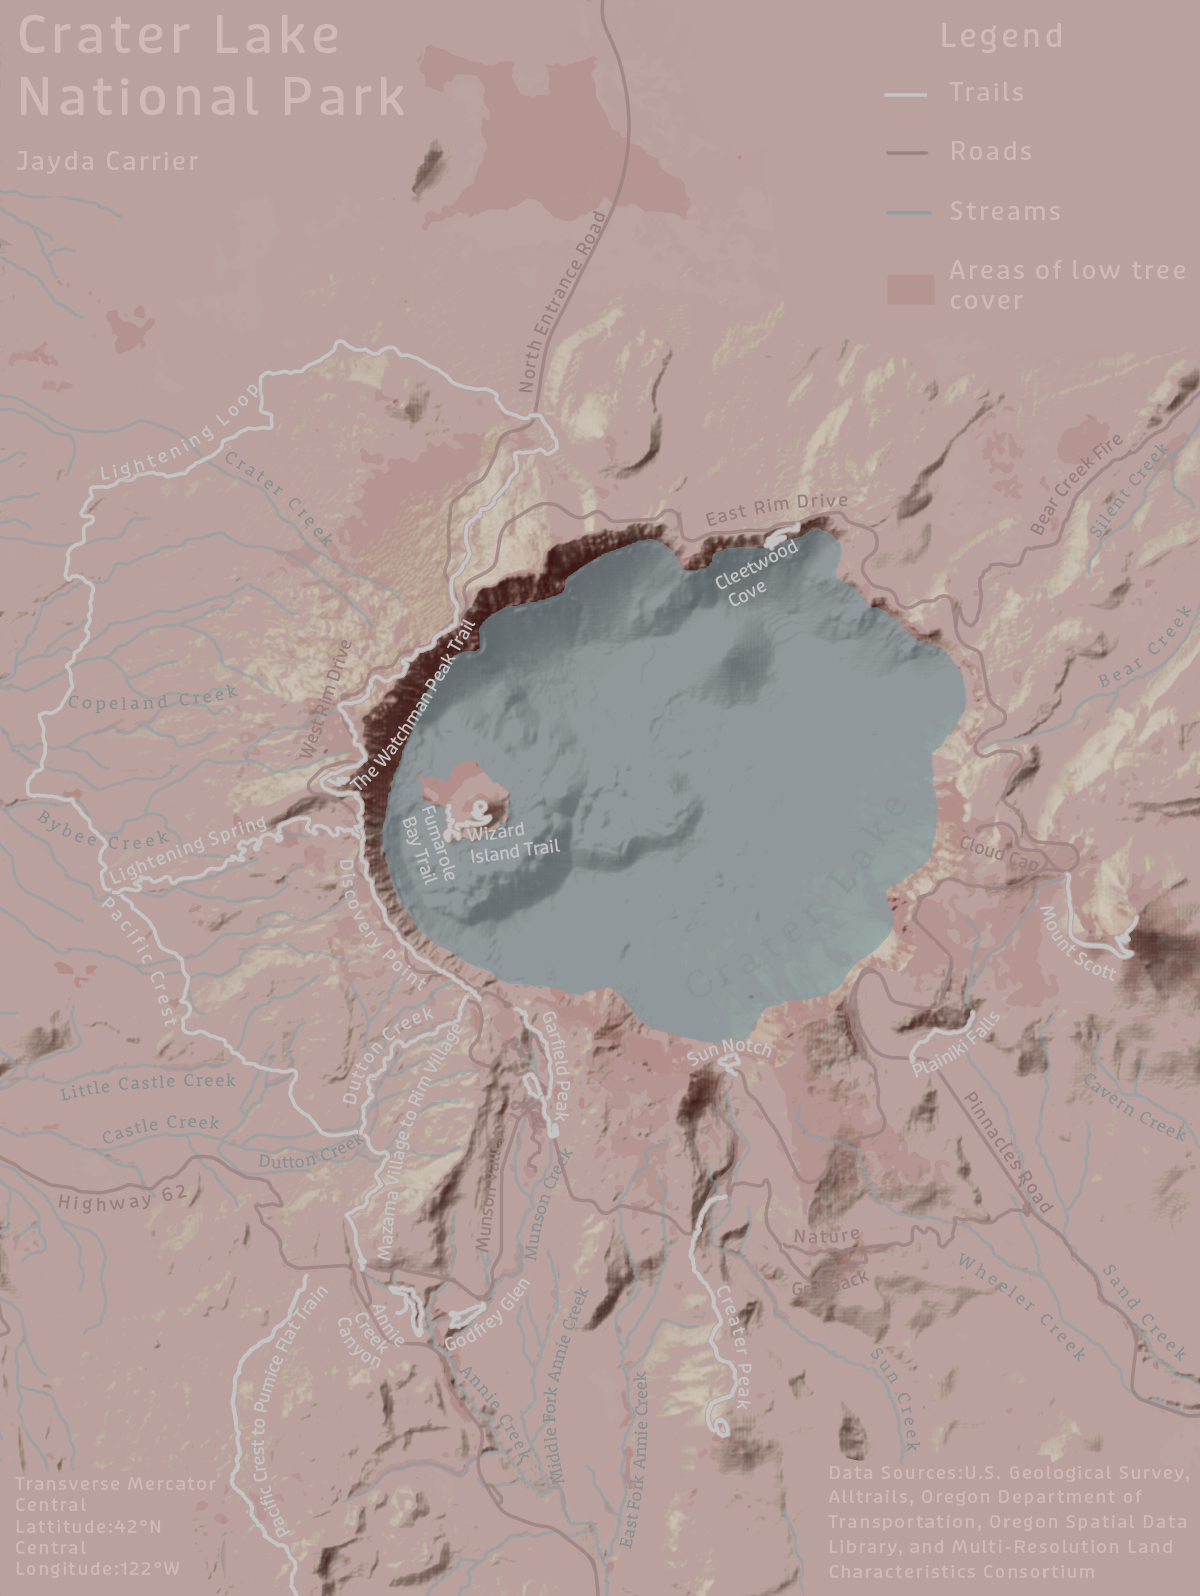 Crater Lake
National Park
Jayda Carrier
Legend
Trails
Roads
Streams
Areas of low tree
cover
North Entrance Road
Lightening Loop
Crater Creek
East Rim Drive
Cleetwood
Cove
Bear Creek Fire
Silent Creek
Bear Creek
West Rim Drive
The Watchman Peak Trail
Copeland Creek
Bybee Creek
Lightening Spring
Fumarole
Bay Trail
Wizard
Island Trail
Crater Lake
Cloud Cap
Mount Scott
Discovery Point
Pacific Crest
Dutton Creek
Garfield Peak
Sun Notch
Plainiki Falls
Little Castle Creek
Castle Creek
Dutton Creek
Mazama Village to Rim Village
Cavern Creek
Pinnacles Road
Highway 62
Munson
Munson Creek
Nature
Wheeler Creek
Sand Creek
Pacific Crest to Pumice Flat Train
Annie
Creek
Canyon
Godfrey Glen
Creater Peak
Annie Creek
Middle Fork Annie Creek
East Fork Annie Creek
Sun Creek
Transverse Mercator
Central
Lattitude:42°N
Central
Longitude:122°W
Data Sources:U.S. Geological Survey,
Alltrails, Oregon Department of
Transportation, Oregon Spatial Data
Library, and Multi-Resolution Land
Characteristics Consortium